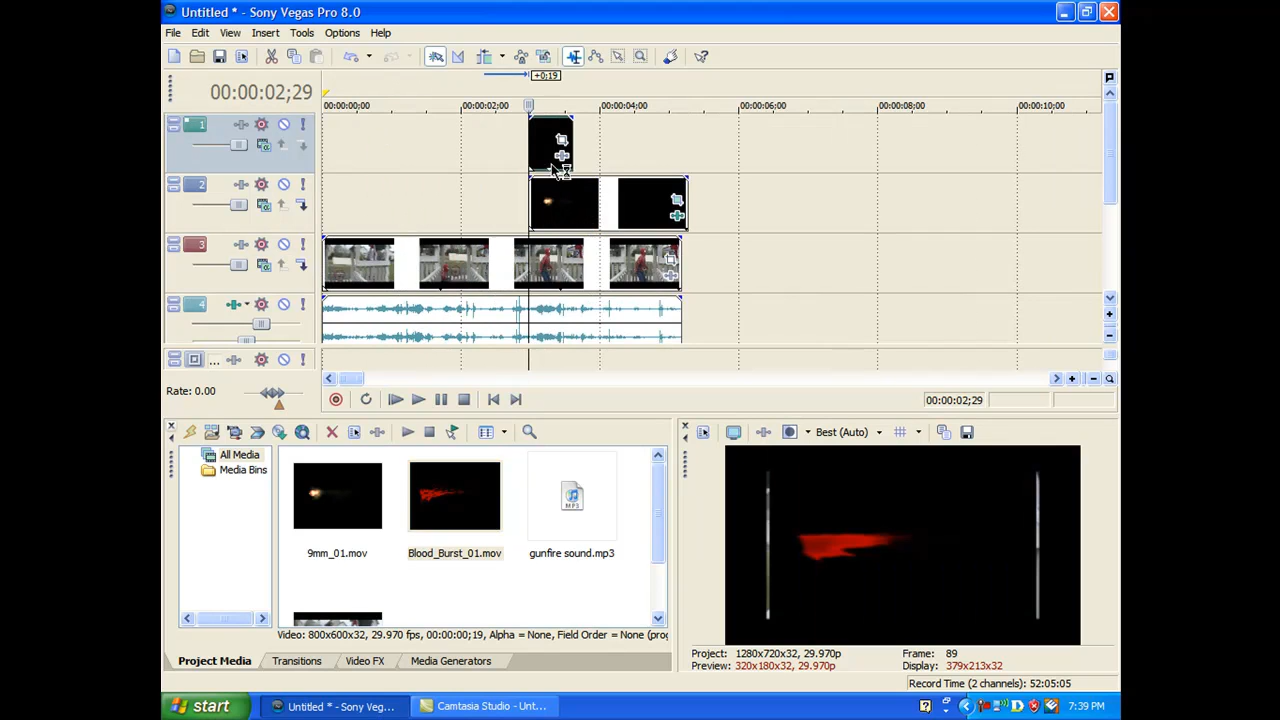 Untitled * - Sony Vegas Pro 8.0
File Edit View Insert Tools Options Help
+0;19
00:00:02;29
00:00:00;00 00:00:02;00 00:00:04;00 00:00:06;00 00:00:08;00 00:00:10;00
1
2
3
4
...
Rate: 0.00
00:00:02;29
All Media
Media Bins
Best (Auto)
MP3
9mm_01.mov Blood_Burst_01.mov gunfire sound.mp3
Video: 800x600x32, 29.970 fps, 00:00:00;19, Alpha = None, Field Order = None (prog
Project Media Transitions Video FX Media Generators
Project: 1280x720x32, 29.970p Frame: 89
Preview: 320x180x32, 29.970p Display: 379x213x32
Record Time (2 channels): 52:05:05
start Untitled * - Sony Veg... Camtasia Studio - Unt... 7:39 PM